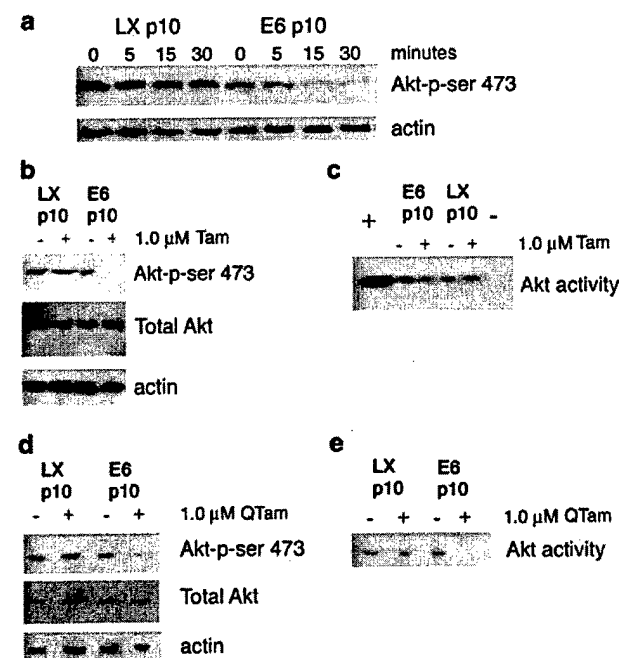 a
LX p10 E6 p10
0 5 15 30 0 5 15 30 minutes
Akt-p-ser 473
actin
b
LX E6
p10 p10
- + - + 1.0 µM Tam
Akt-p-ser 473
Total Akt
actin
c
E6 LX
+ p10 p10 -
- + - + 1.0 µM Tam
Akt activity
d
LX E6
p10 p10
- + - + 1.0 µM QTam
Akt-p-ser 473
Total Akt
actin
e
LX E6
p10 p10
- + - + 1.0 µM QTam
Akt activity